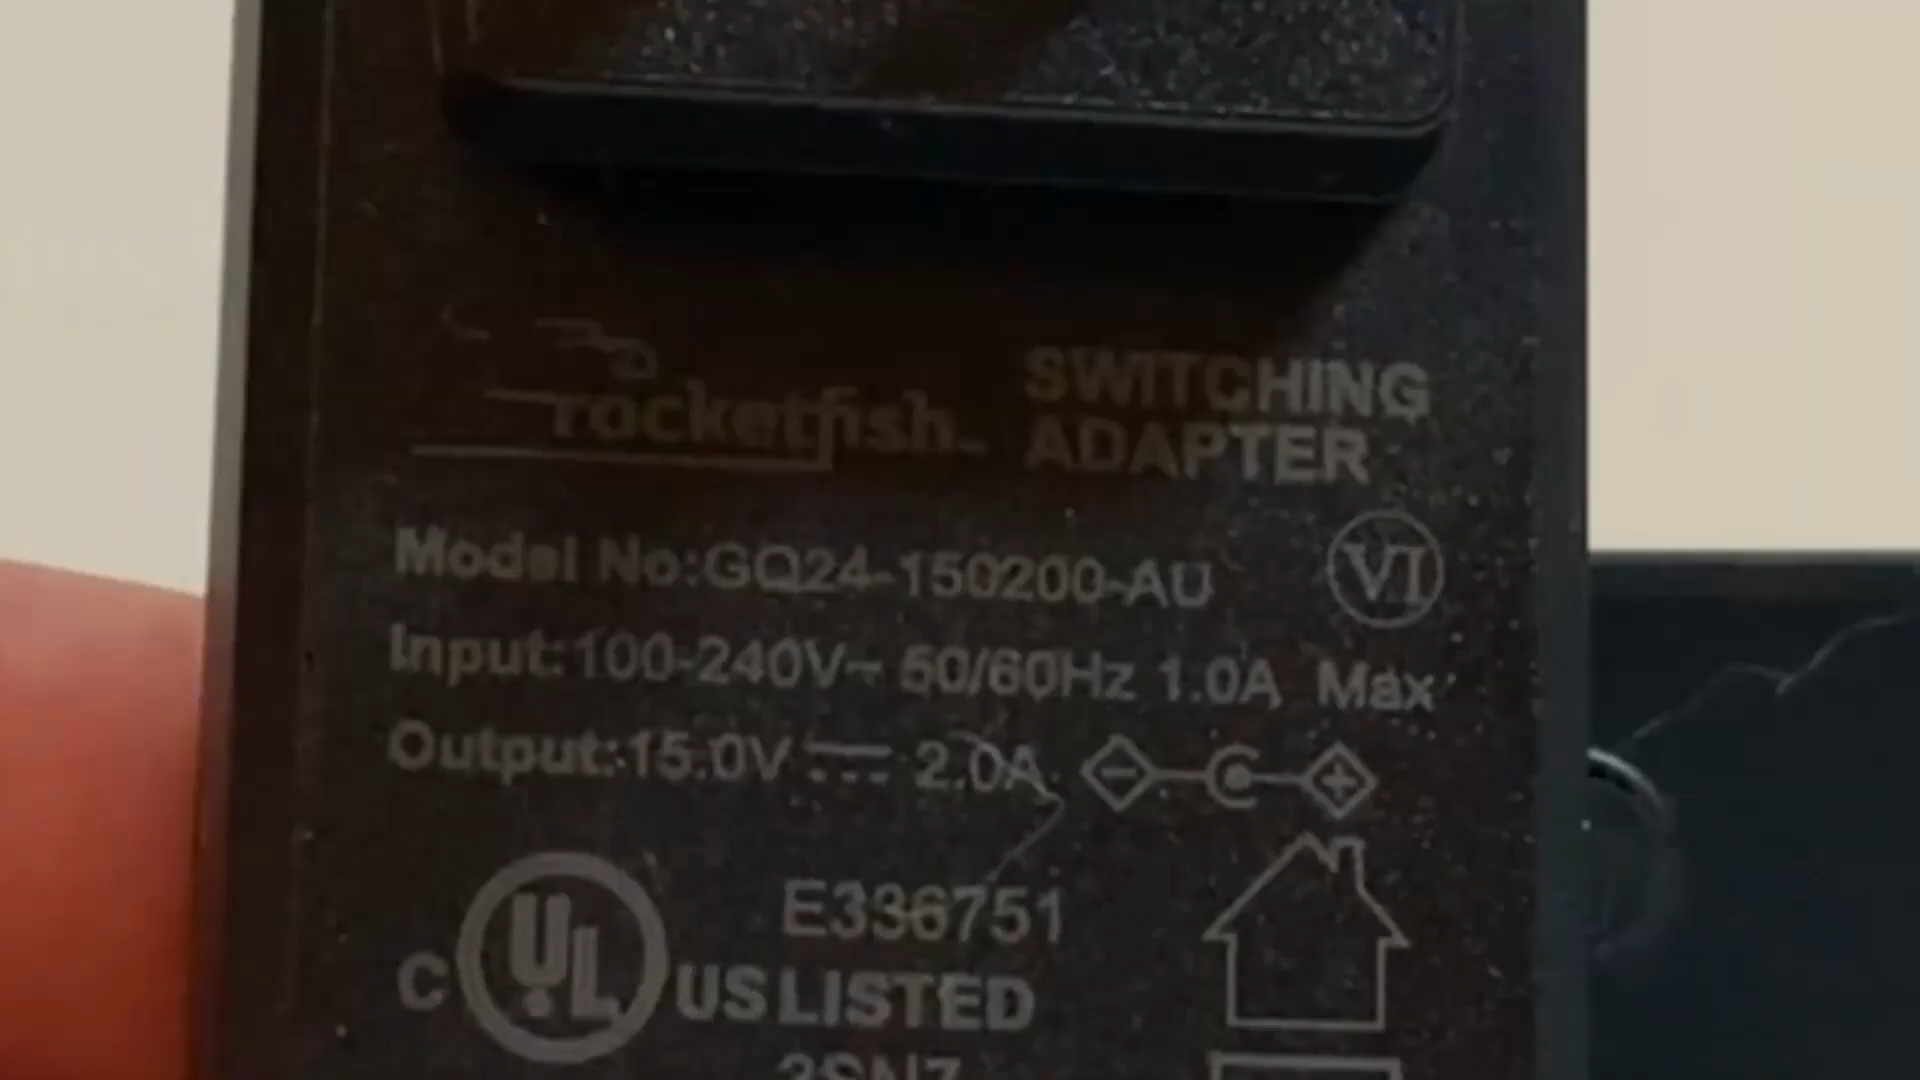 rocketfish™ SWITCHING
ADAPTER
Model No:GQ24-150200-AU VI
Input:100-240V~ 50/60Hz 1.0A Max
Output:15.0V ⎓ 2.0A
E336751
C UL US LISTED